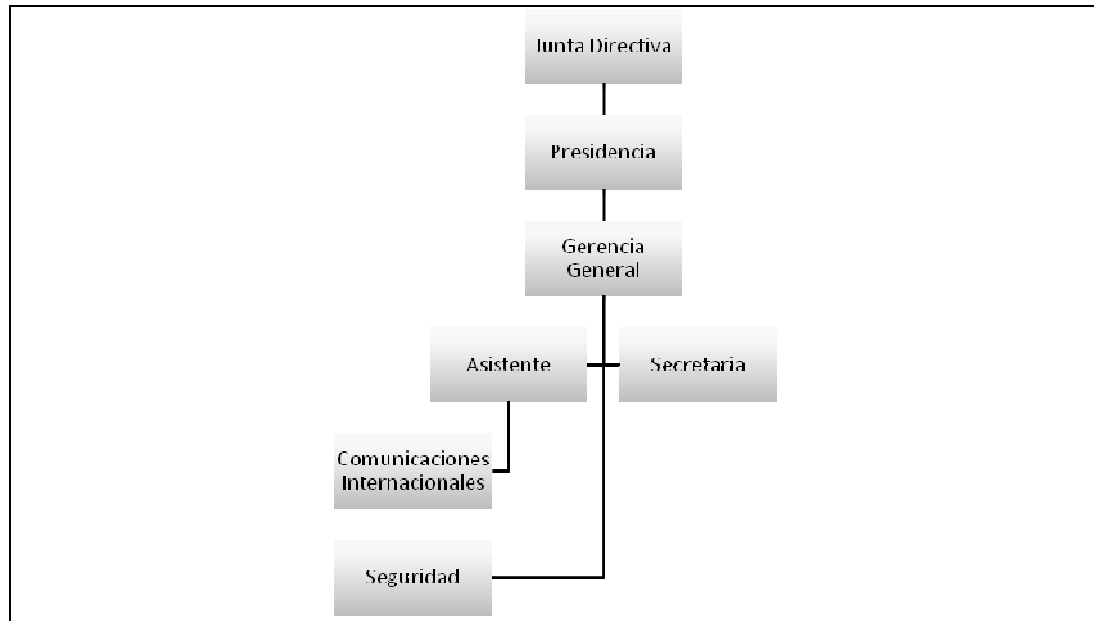 Junta Directiva
Presidencia
Gerencia
General
Asistente
Secretaria
Comunicaciones
Internacionales
Seguridad